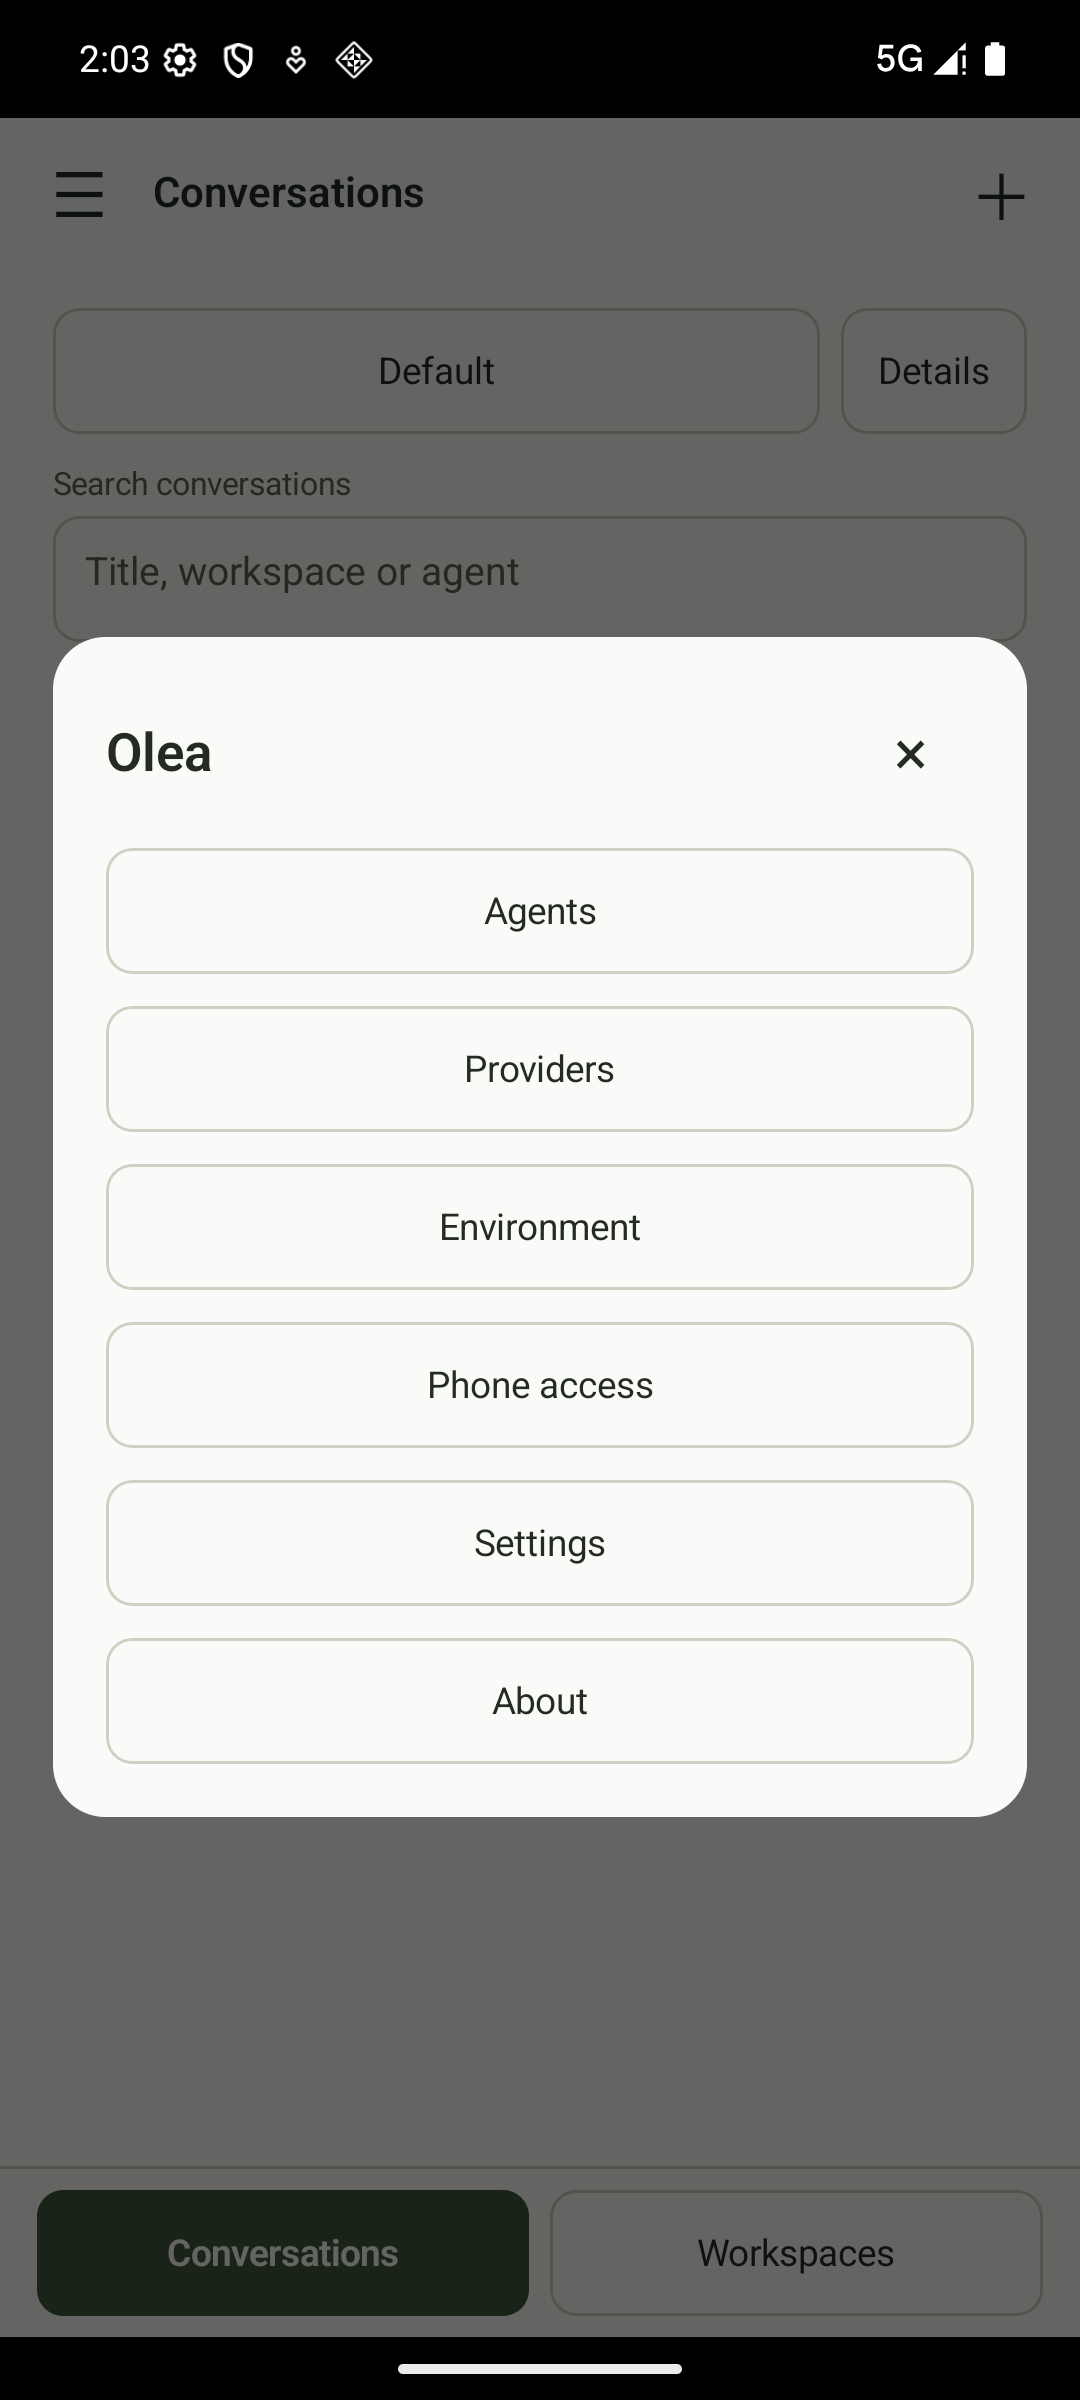 2:03
5G
Conversations
Default
Details
Search conversations
Title, workspace or agent
Olea
Agents
Providers
Environment
Phone access
Settings
About
Conversations
Workspaces